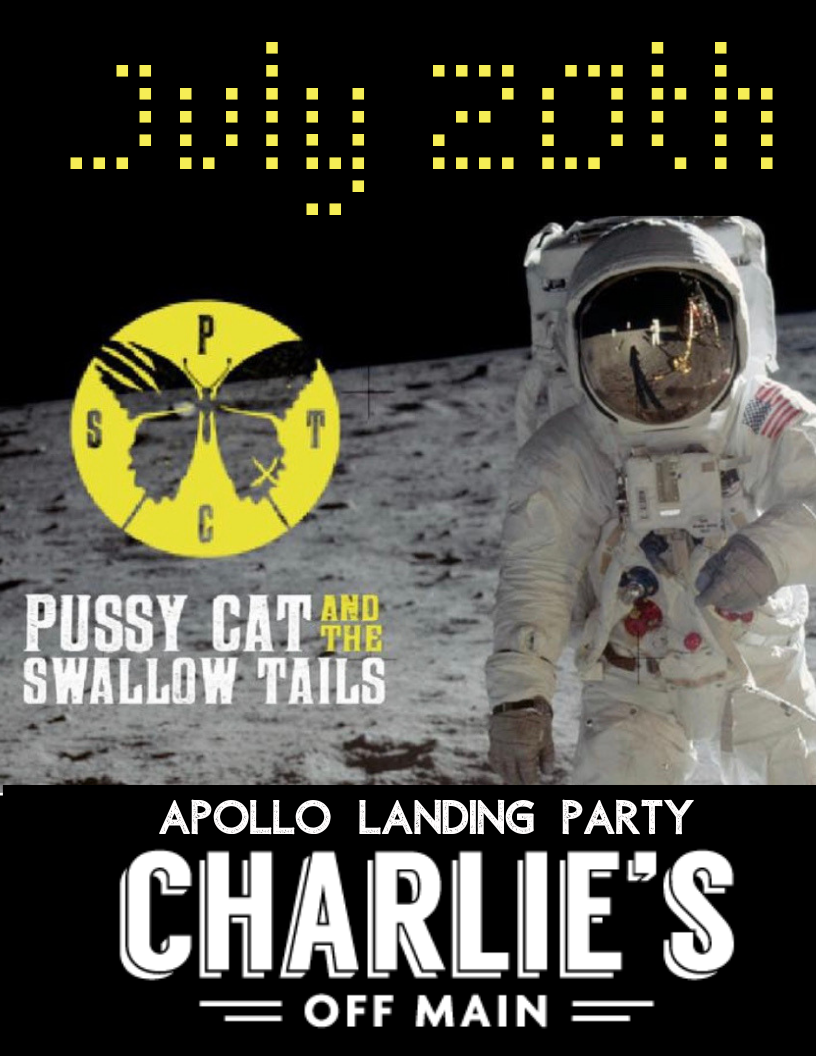 July 20th
P
S T
C
PUSSY CAT AND THE
SWALLOW TAILS
APOLLO LANDING PARTY
CHARLIE'S
OFF MAIN